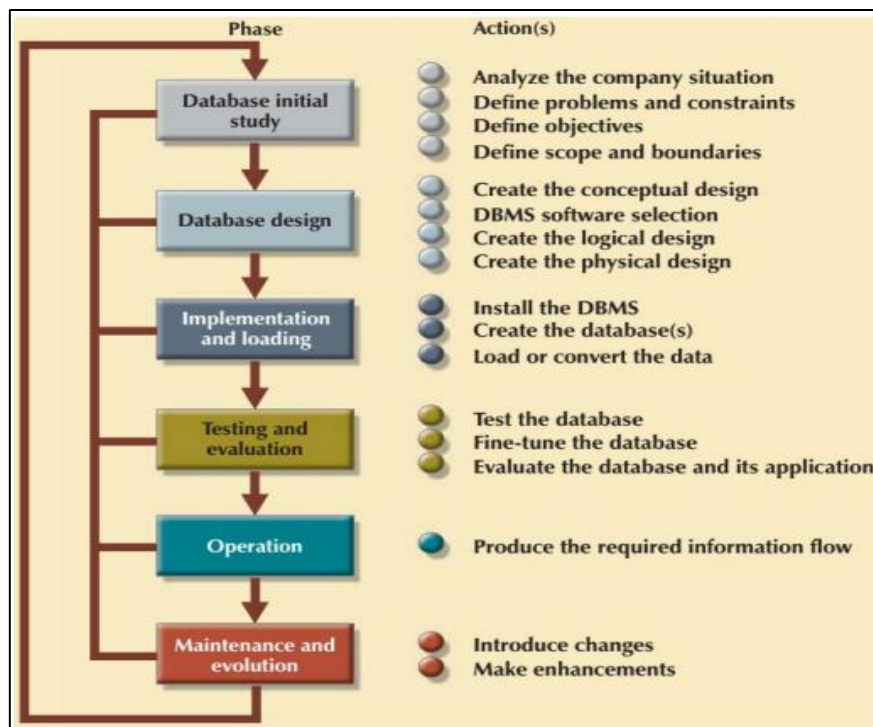 Phase
Action(s)
Database initial
study
Analyze the company situation
Define problems and constraints
Define objectives
Define scope and boundaries
Database design
Create the conceptual design
DBMS software selection
Create the logical design
Create the physical design
Implementation
and loading
Install the DBMS
Create the database(s)
Load or convert the data
Testing and
evaluation
Test the database
Fine-tune the database
Evaluate the database and its application
Operation
Produce the required information flow
Maintenance and
evolution
Introduce changes
Make enhancements